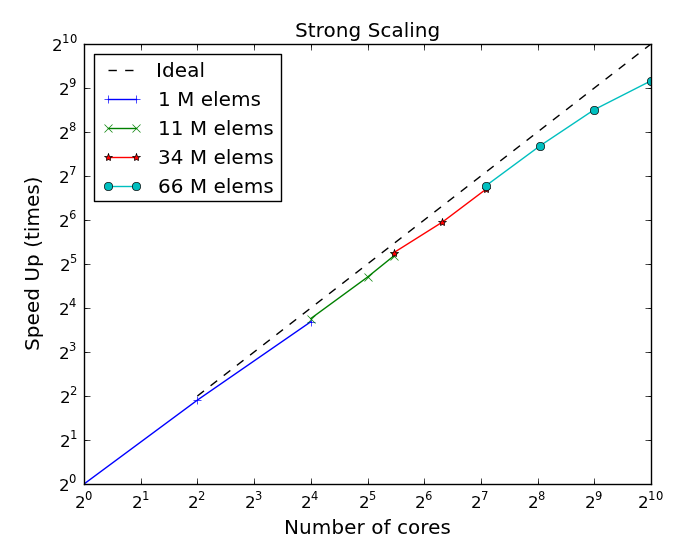 Strong Scaling
Speed Up (times)
2^10
2^9
2^8
2^7
2^6
2^5
2^4
2^3
2^2
2^1
2^0
Ideal
1 M elems
11 M elems
34 M elems
66 M elems
2^0 2^1 2^2 2^3 2^4 2^5 2^6 2^7 2^8 2^9 2^10
Number of cores